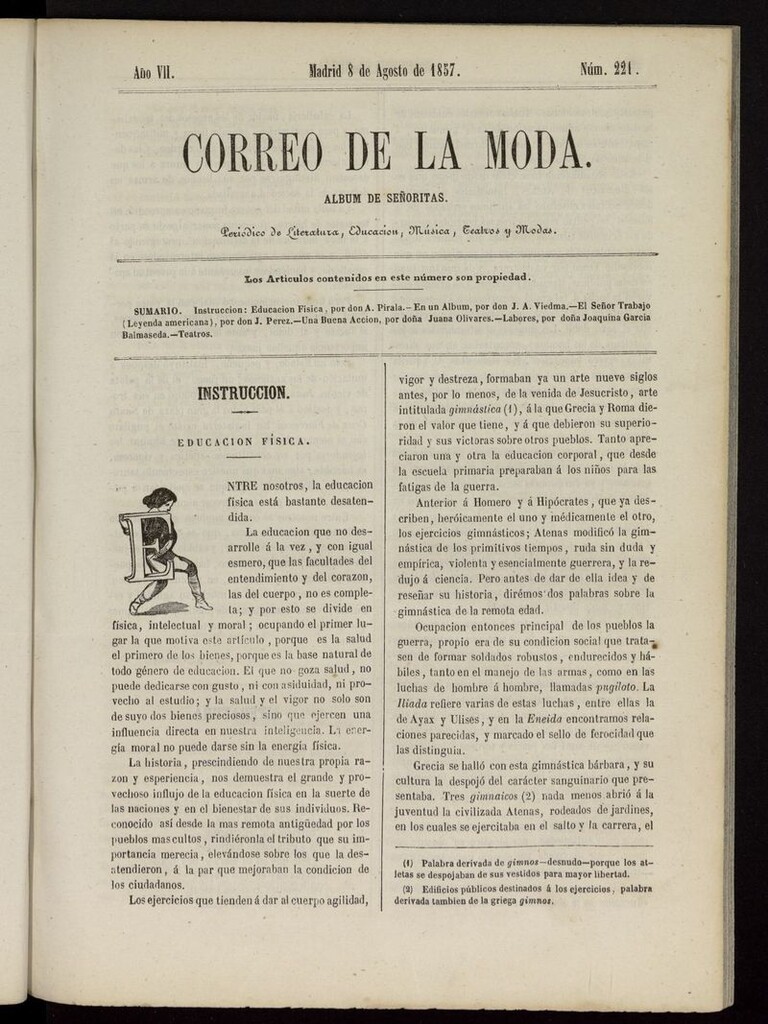 Año VII.
Madrid 8 de Agosto de 1857.
Núm. 221.
CORREO DE LA MODA.
ALBUM DE SEÑORITAS.
Periódico de Literatura, Educacion, Música, Teatros y Modas.
Los Artículos contenidos en este número son propiedad.
SUMARIO. Instruccion: Educacion Física, por don A. Pirala.—En un Album, por don J. A. Viedma.—El Señor Trabajo
(Leyenda americana), por don J. Perez.—Una Buena Accion, por doña Juana Olivares.—Labores, por doña Joaquina García
Balmaseda.—Teatros.
INSTRUCCION.
EDUCACION FÍSICA.
ENTRE nosotros, la educacion
física está bastante desaten-
dida.
La educacion que no des-
arrolle á la vez, y con igual
esmero, que las facultades del
entendimiento y del corazon,
las del cuerpo, no es comple-
ta; y por esto se divide en
física, intelectual y moral; ocupando el primer lu-
gar la que motiva este artículo, porque es la salud
el primero de los bienes, porque es la base natural de
todo género de educacion. El que no goza salud, no
puede dedicarse con gusto, ni con asiduidad, ni pro-
vecho al estudio; y la salud y el vigor no solo son
de suyo dos bienes preciosos, sino que ejercen una
influencia directa en nuestra inteligencia. La ener-
gía moral no puede darse sin la energía física.
La historia, prescindiendo de nuestra propia ra-
zon y esperiencia, nos demuestra el grande y pro-
vechoso influjo de la educacion física en la suerte de
las naciones y en el bienestar de sus individuos. Re-
conocido así desde la mas remota antigüedad por los
pueblos mas cultos, rindiéronla el tributo que su im-
portancia merecia, elevándose sobre los que la des-
atendieron, á la par que mejoraban la condicion de
los ciudadanos.
Los ejercicios que tienden á dar al cuerpo agilidad,
vigor y destreza, formaban ya un arte nueve siglos
antes, por lo menos, de la venida de Jesucristo, arte
intitulada gimnástica (1), á la que Grecia y Roma die-
ron el valor que tiene, y á que debieron su superio-
ridad y sus victoras sobre otros pueblos. Tanto apre-
ciaron una y otra la educacion corporal, que desde
la escuela primaria preparaban á los niños para las
fatigas de la guerra.
Anterior á Homero y á Hipócrates, que ya des-
criben, heróicamente el uno y médicamente el otro,
los ejercicios gimnásticos; Atenas modificó la gim-
nástica de los primitivos tiempos, ruda sin duda y
empírica, violenta y esencialmente guerrera, y la re-
dujo á ciencia. Pero antes de dar de ella idea y de
reseñar su historia, dirémos dos palabras sobre la
gimnástica de la remota edad.
Ocupacion entonces principal de los pueblos la
guerra, propio era de su condicion social que trata-
sen de formar soldados robustos, endurecidos y há-
biles, tanto en el manejo de las armas, como en las
luchas de hombre á hombre, llamadas pugiloto. La
Iliada refiere varias de estas luchas, entre ellas la
de Ayax y Ulises, y en la Eneida encontramos rela-
ciones parecidas, y marcado el sello de ferocidad que
las distinguia.
Grecia se halló con esta gimnástica bárbara, y su
cultura la despojó del carácter sanguinario que pre-
sentaba. Tres gimnaicos (2) nada menos abrió á la
juventud la civilizada Atenas, rodeados de jardines,
en los cuales se ejercitaba en el salto y la carrera, el
(1) Palabra derivada de gimnos—desnudo—porque los at-
letas se despojaban de sus vestidos para mayor libertad.
(2) Edificios públicos destinados á los ejercicios, palabra
derivada tambien de la griega gimnos.